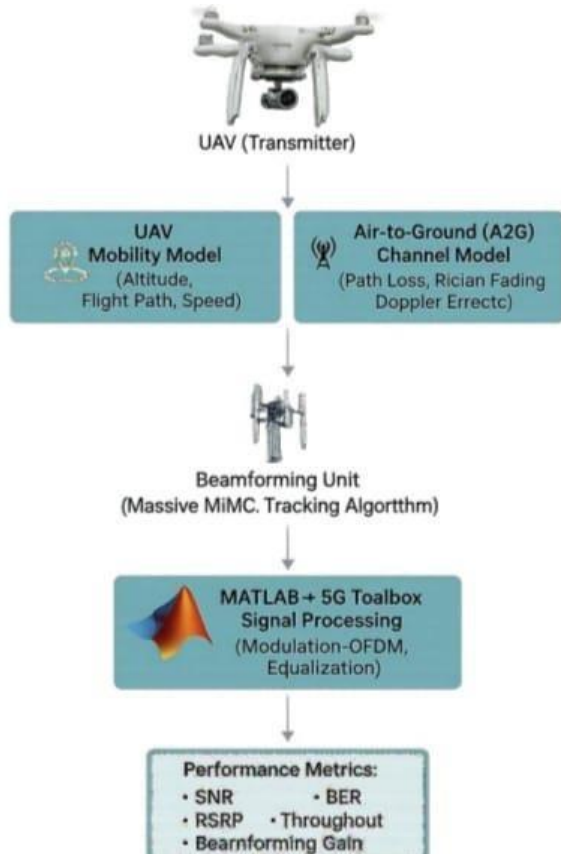 UAV (Transmitter)
UAV
Mobility Model
(Altitude,
Flight Path, Speed)
Air-to-Ground (A2G)
Channel Model
(Path Loss, Rician Fading
Doppler Errectc)
Beamforming Unit
(Massive MiMC. Tracking Algortthm)
MATLAB + 5G Toalbox
Signal Processing
(Modulation-OFDM,
Equalization)
Performance Metrics:
• SNR • BER
• RSRP • Throughout
• Bearnforming Gain